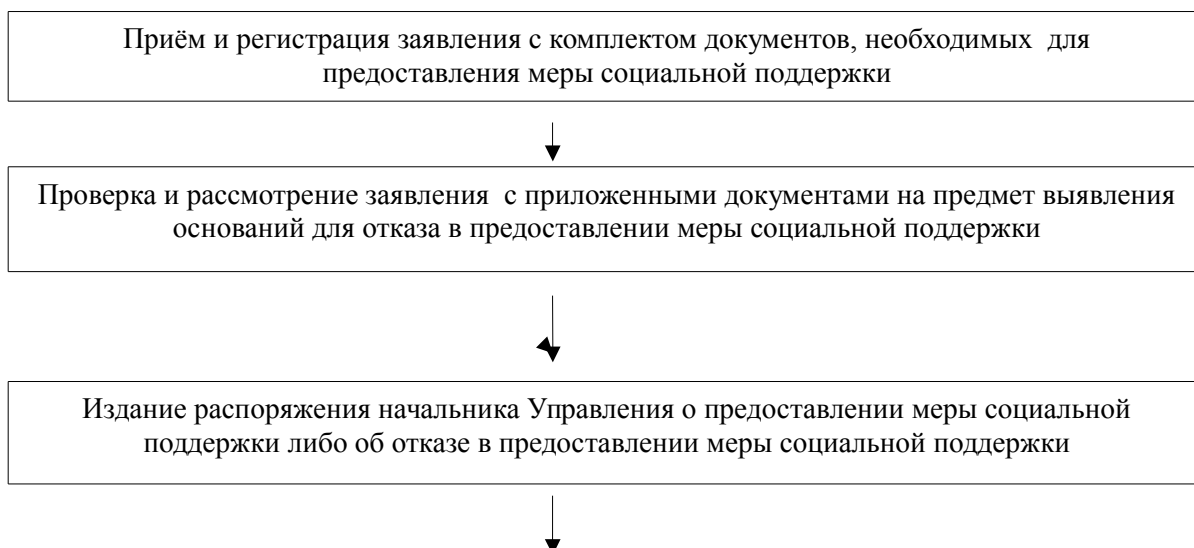 Приём и регистрация заявления с комплектом документов, необходимых для
предоставления меры социальной поддержки
Проверка и рассмотрение заявления с приложенными документами на предмет выявления
оснований для отказа в предоставлении меры социальной поддержки
Издание распоряжения начальника Управления о предоставлении меры социальной
поддержки либо об отказе в предоставлении меры социальной поддержки